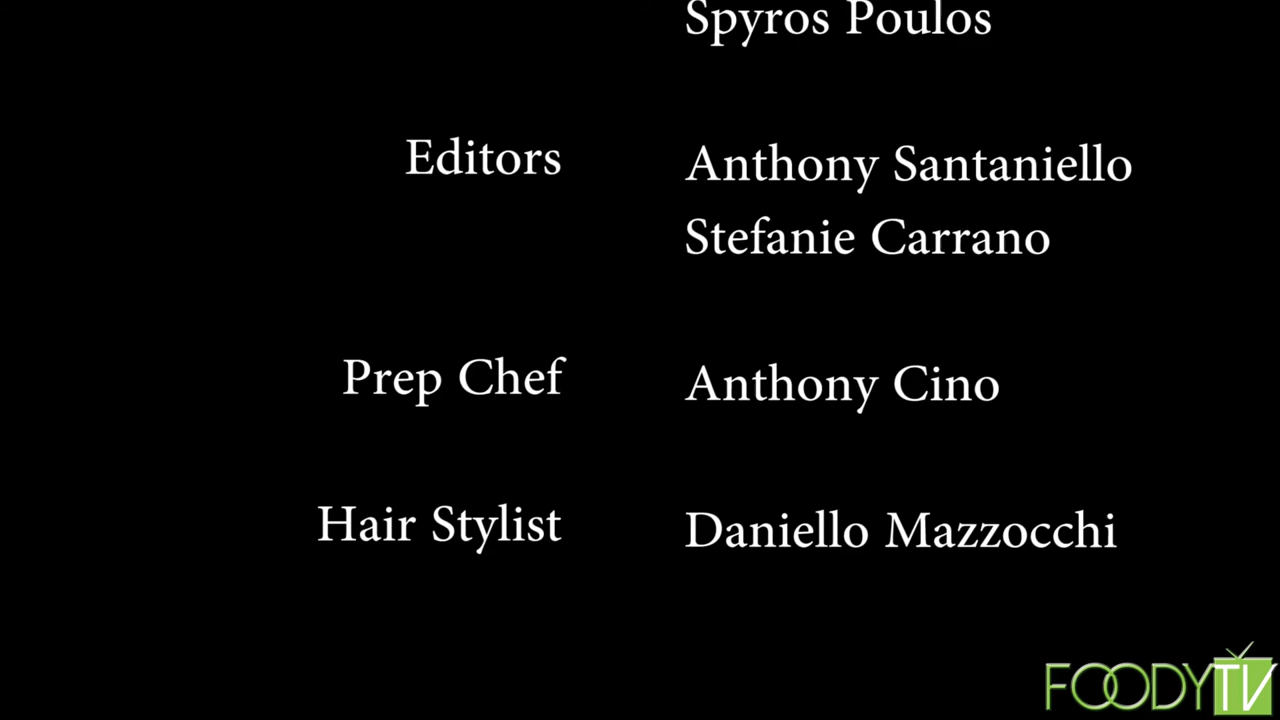 Spyros Poulos
Editors Anthony Santaniello
Stefanie Carrano
Prep Chef Anthony Cino
Hair Stylist Daniello Mazzocchi
FOODYTV